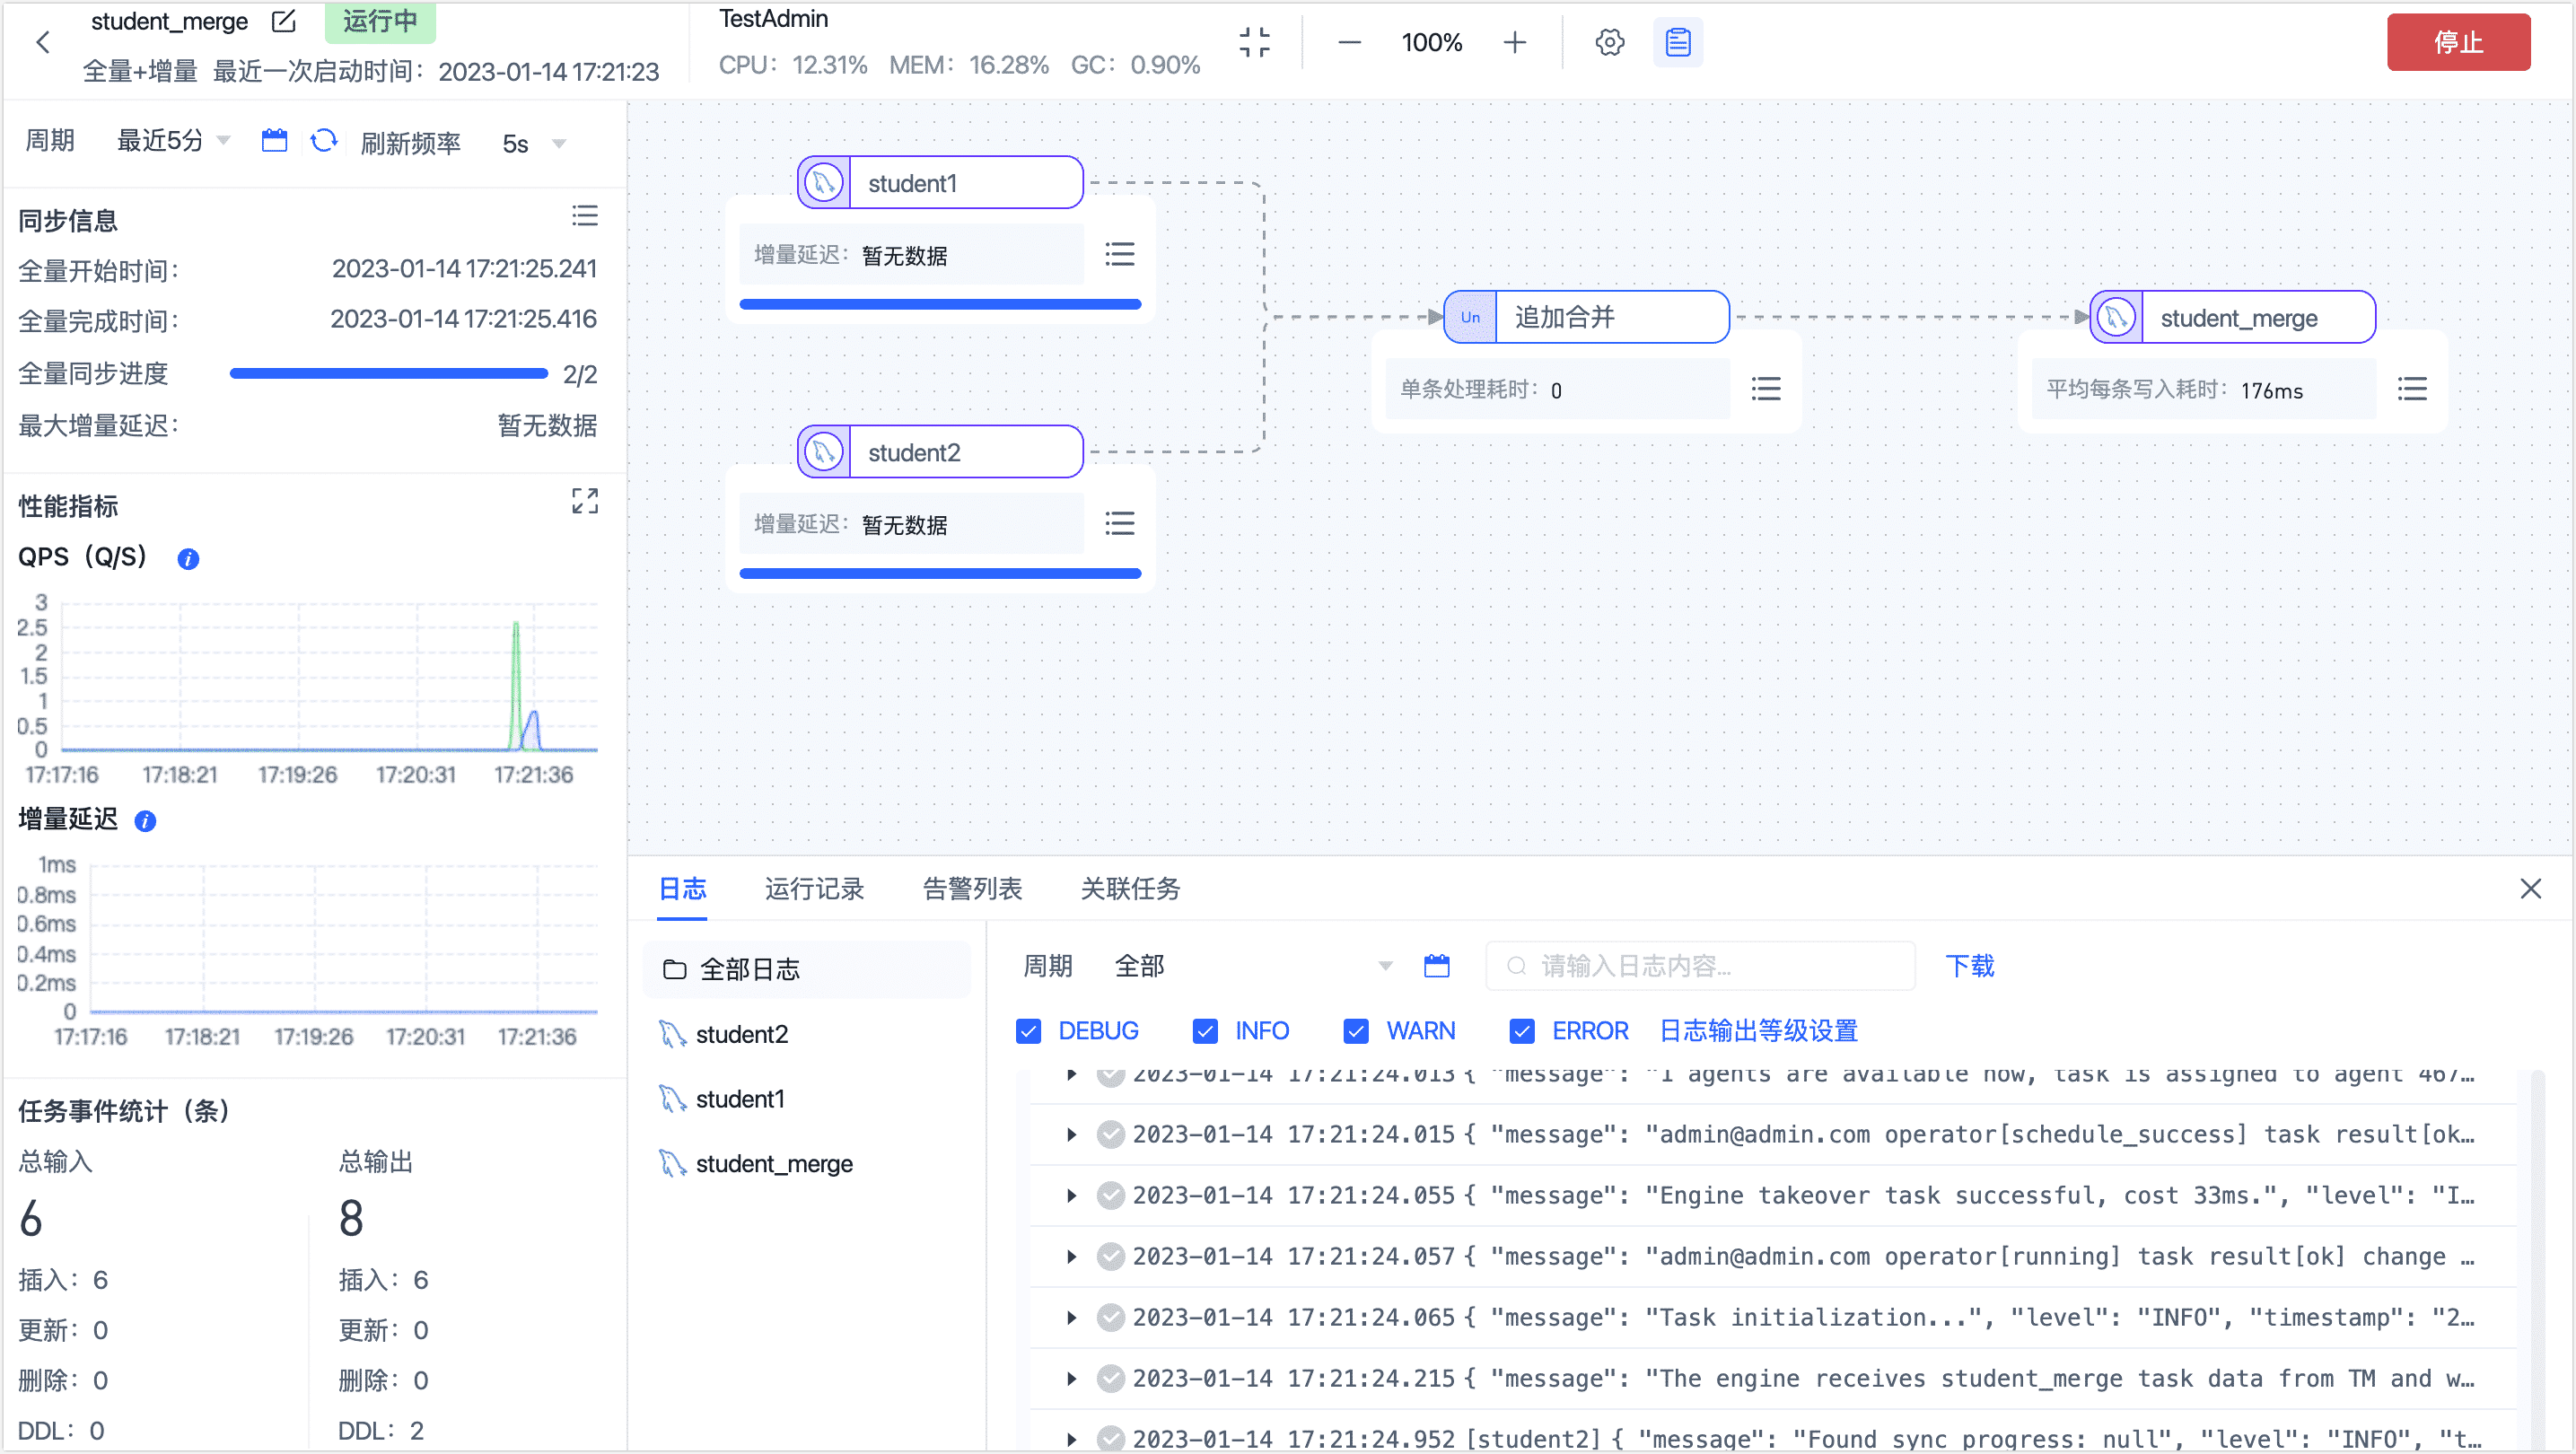 student_merge 运行中
全量+增量 最近一次启动时间：2023-01-14 17:21:23
TestAdmin
CPU：12.31% MEM：16.28% GC：0.90%
100%
停止
周期 最近5分 刷新频率 5s
同步信息
全量开始时间： 2023-01-14 17:21:25.241
全量完成时间： 2023-01-14 17:21:25.416
全量同步进度 2/2
最大增量延迟： 暂无数据
性能指标
QPS（Q/S）
3
2.5
2
1.5
1
0.5
0
17:17:16 17:18:21 17:19:26 17:20:31 17:21:36
增量延迟
1ms
0.8ms
0.6ms
0.4ms
0.2ms
0
17:17:16 17:18:21 17:19:26 17:20:31 17:21:36
任务事件统计（条）
总输入 总输出
6 8
插入：6 插入：6
更新：0 更新：0
删除：0 删除：0
DDL：0 DDL：2
student1
增量延迟：暂无数据
student2
增量延迟：暂无数据
Un 追加合并
单条处理耗时：0
student_merge
平均每条写入耗时：176ms
日志 运行记录 告警列表 关联任务
全部日志
student2
student1
student_merge
周期 全部 请输入日志内容... 下载
DEBUG INFO WARN ERROR 日志输出等级设置
2023-01-14 17:21:24.013 { "message": "1 agents are available now, task is assigned to agent 467…
2023-01-14 17:21:24.015 { "message": "admin@admin.com operator[schedule_success] task result[ok…
2023-01-14 17:21:24.055 { "message": "Engine takeover task successful, cost 33ms.", "level": "I…
2023-01-14 17:21:24.057 { "message": "admin@admin.com operator[running] task result[ok] change …
2023-01-14 17:21:24.065 { "message": "Task initialization...", "level": "INFO", "timestamp": "2…
2023-01-14 17:21:24.215 { "message": "The engine receives student_merge task data from TM and w…
2023-01-14 17:21:24.952 [student2] { "message": "Found sync progress: null", "level": "INFO", "t…